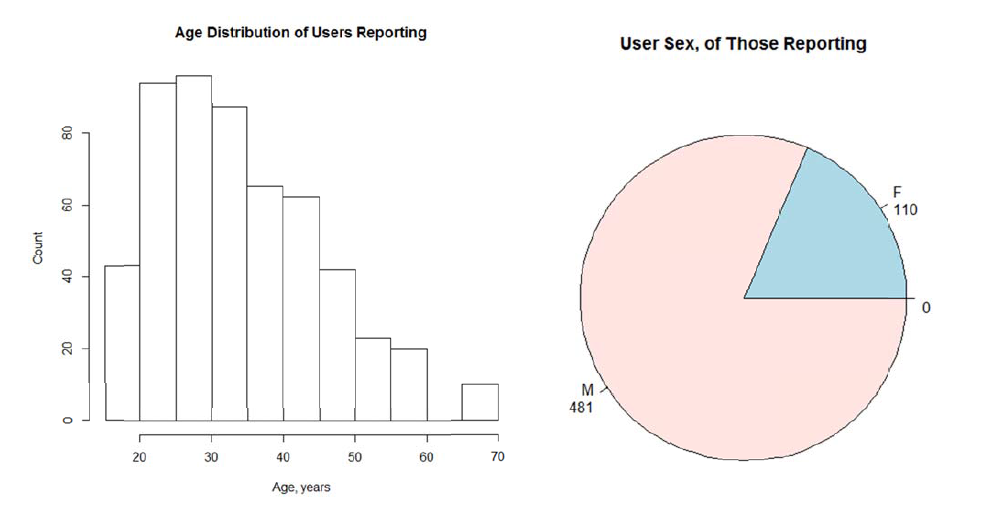 Age Distribution of Users Reporting
Count
0
20
40
60
80
20
30
40
50
60
70
Age, years
User Sex, of Those Reporting
F
110
0
M
481